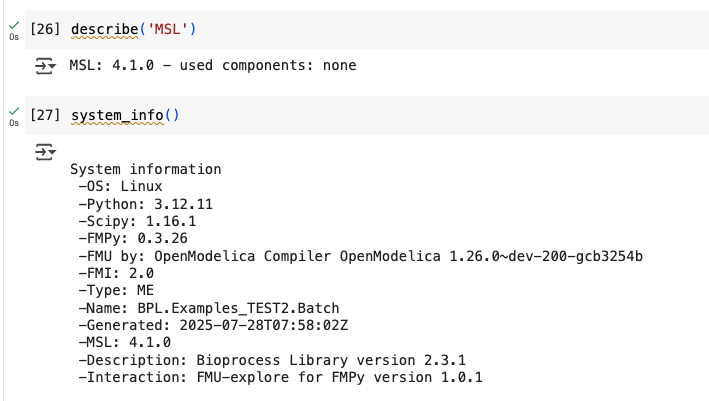 [26] describe('MSL')
0s
MSL: 4.1.0 - used components: none
[27] system_info()
0s
System information
-OS: Linux
-Python: 3.12.11
-Scipy: 1.16.1
-FMPy: 0.3.26
-FMU by: OpenModelica Compiler OpenModelica 1.26.0~dev-200-gcb3254b
-FMI: 2.0
-Type: ME
-Name: BPL.Examples_TEST2.Batch
-Generated: 2025-07-28T07:58:02Z
-MSL: 4.1.0
-Description: Bioprocess Library version 2.3.1
-Interaction: FMU-explore for FMPy version 1.0.1